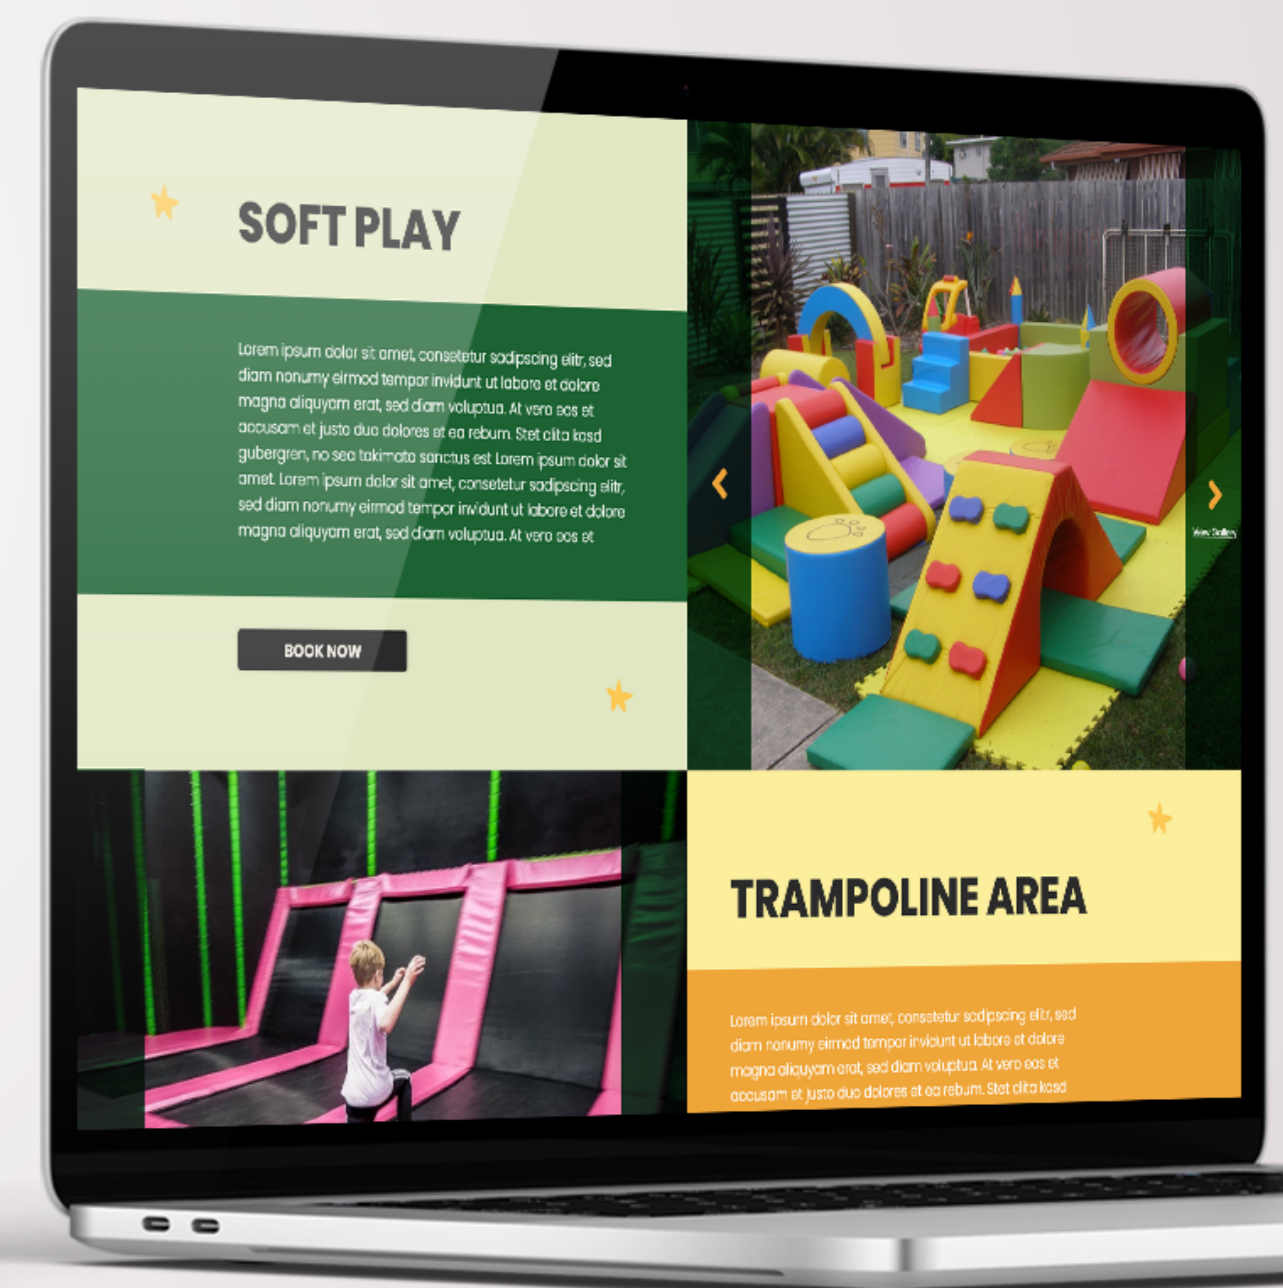 SOFT PLAY
Lorem ipsum dolor sit amet, consetetur sadipscing elitr, sed
diam nonumy eirmod tempor invidunt ut labore et dolore
magna aliquyam erat, sed diam voluptua. At vero eos et
accusam et justo duo dolores et ea rebum. Stet clita kasd
gubergren, no sea takimata sanctus est Lorem ipsum dolor sit
amet. Lorem ipsum dolor sit amet, consetetur sadipscing elitr,
sed diam nonumy eirmod tempor invidunt ut labore et dolore
magna aliquyam erat, sed diam voluptua. At vero eos et
BOOK NOW
View Gallery
TRAMPOLINE AREA
Lorem ipsum dolor sit amet, consetetur sadipscing elitr, sed
diam nonumy eirmod tempor invidunt ut labore et dolore
magna aliquyam erat, sed diam voluptua. At vero eos et
accusam et justo duo dolores et ea rebum. Stet clita kasd